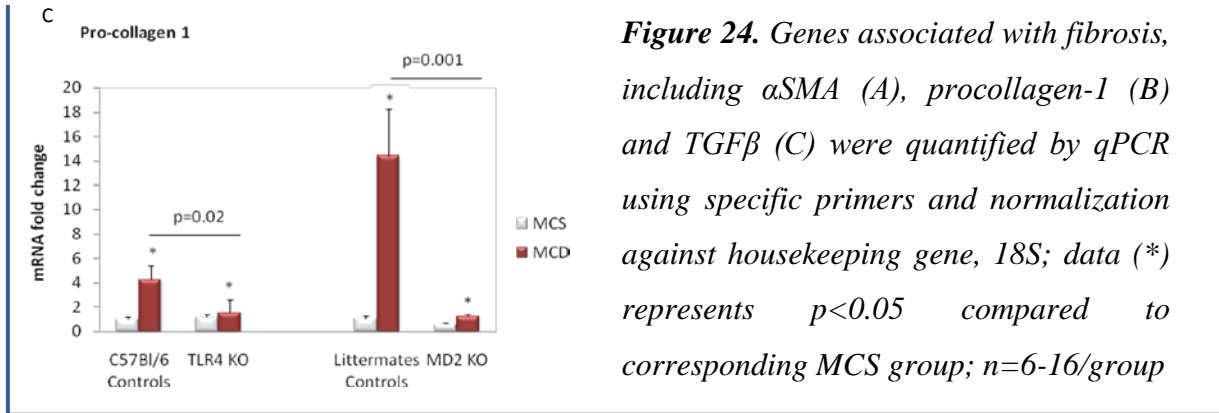 C
Pro-collagen 1
p=0.001
*
20
18
16
14
12
10
8
6
4
2
0
mRNA fold change
p=0.02
*
*
*
MCS
MCD
C57Bl/6 Controls
TLR4 KO
Littermates Controls
MD2 KO
Figure 24. Genes associated with fibrosis,
including αSMA (A), procollagen-1 (B)
and TGFβ (C) were quantified by qPCR
using specific primers and normalization
against housekeeping gene, 18S; data (*)
represents p<0.05 compared to
corresponding MCS group; n=6-16/group